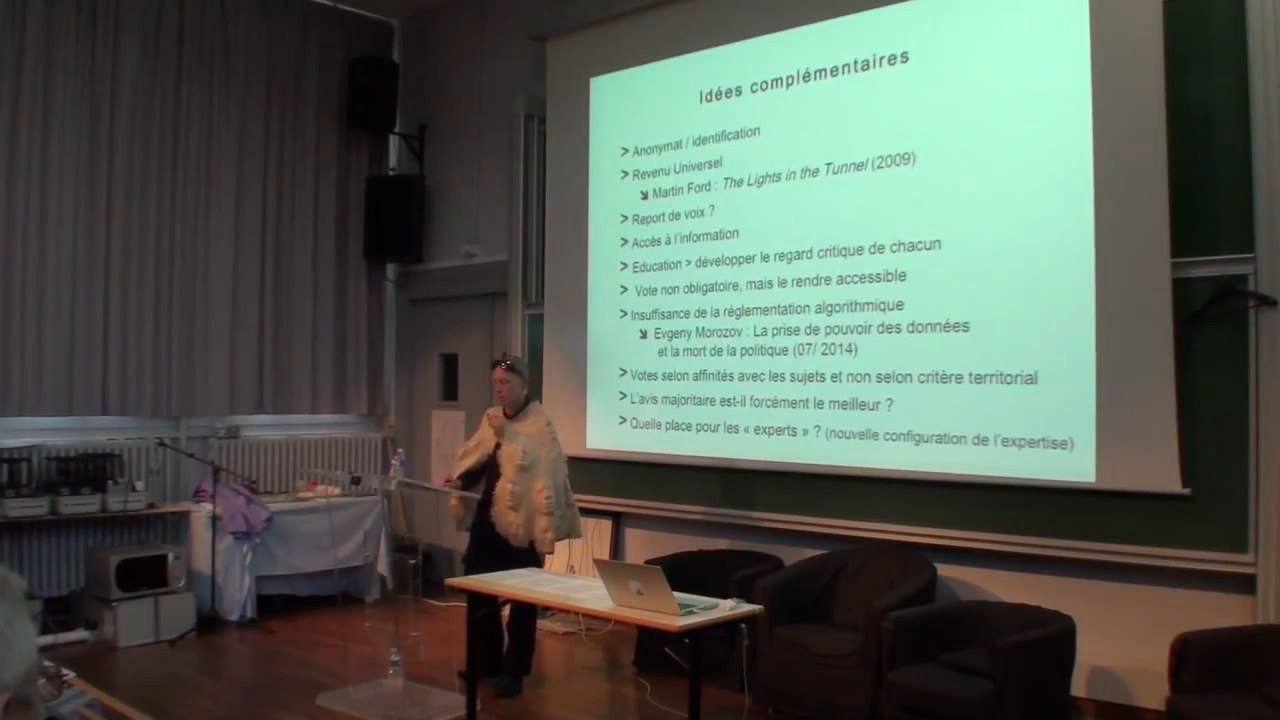 Idées complémentaires
> Anonymat / identification
> Revenu Universel
↘ Martin Ford : The Lights in the Tunnel (2009)
> Report de voix ?
> Accès à l'information
> Education > développer le regard critique de chacun
> Vote non obligatoire, mais le rendre accessible
> Insuffisance de la réglementation algorithmique
↘ Evgeny Morozov : La prise de pouvoir des données
et la mort de la politique (07/ 2014)
> Votes selon affinités avec les sujets et non selon critère territorial
> L'avis majoritaire est-il forcément le meilleur ?
> Quelle place pour les « experts » ? (nouvelle configuration de l'expertise)